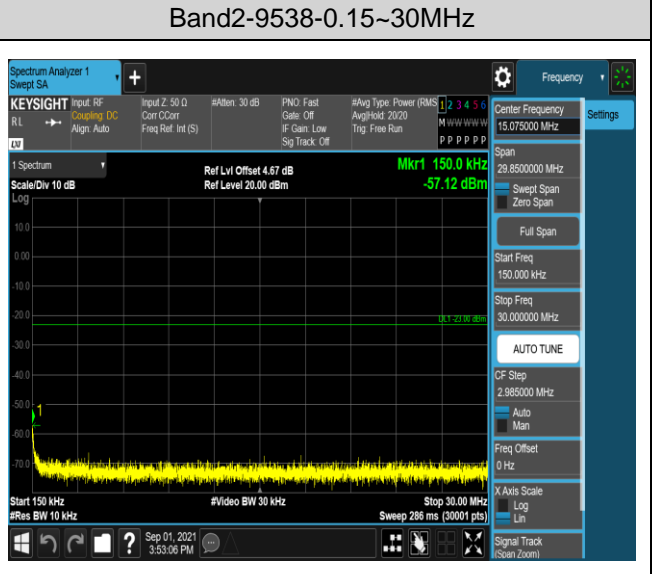 Band2-9538-0.15~30MHz
Spectrum Analyzer 1
Swept SA
+
Frequency
KEYSIGHT
RL
LXI
Input: RF
Coupling: DC
Align: Auto
Input Z: 50 Ω
Corr CCorr
Freq Ref: Int (S)
#Atten: 30 dB
PNO: Fast
Gate: Off
IF Gain: Low
Sig Track: Off
#Avg Type: Power (RMS
Avg|Hold: 20/20
Trig: Free Run
1 2 3 4 5 6
M W W W W W
P P P P P P
Settings
1 Spectrum
Scale/Div 10 dB
Log
Ref Lvl Offset 4.67 dB
Ref Level 20.00 dBm
Mkr1 150.0 kHz
-57.12 dBm
10.0
0.00
-10.0
-20.0
-30.0
-40.0
-50.0
-60.0
-70.0
DL1 -23.00 dBm
1
Start 150 kHz
#Res BW 10 kHz
#Video BW 30 kHz
Stop 30.00 MHz
Sweep 286 ms (30001 pts)
Center Frequency
15.075000 MHz
Span
29.8500000 MHz
Swept Span
Zero Span
Full Span
Start Freq
150.000 kHz
Stop Freq
30.000000 MHz
AUTO TUNE
CF Step
2.985000 MHz
Auto
Man
Freq Offset
0 Hz
X Axis Scale
Log
Lin
Signal Track
(Span Zoom)
?
Sep 01, 2021
3:53:06 PM